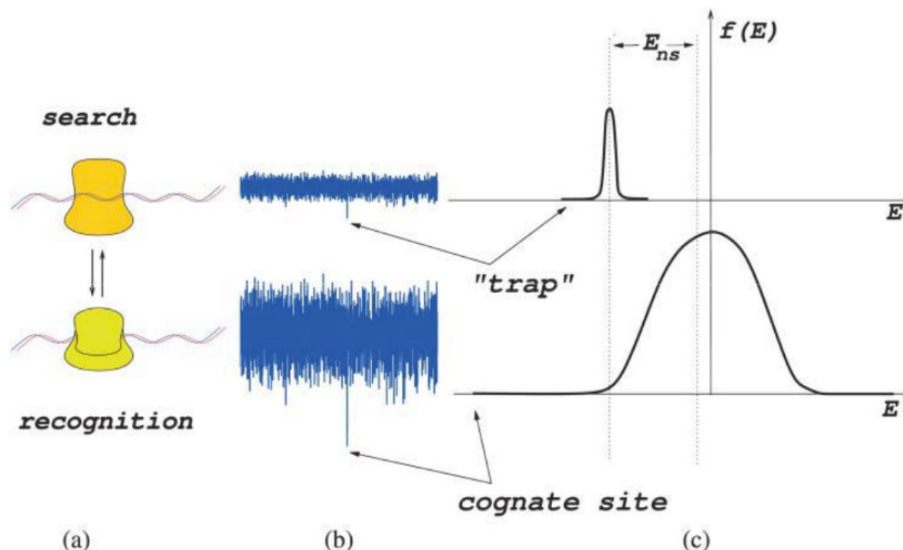 f(E)
E_ns
search
E
"trap"
E
recognition
cognate site
(a)
(b)
(c)